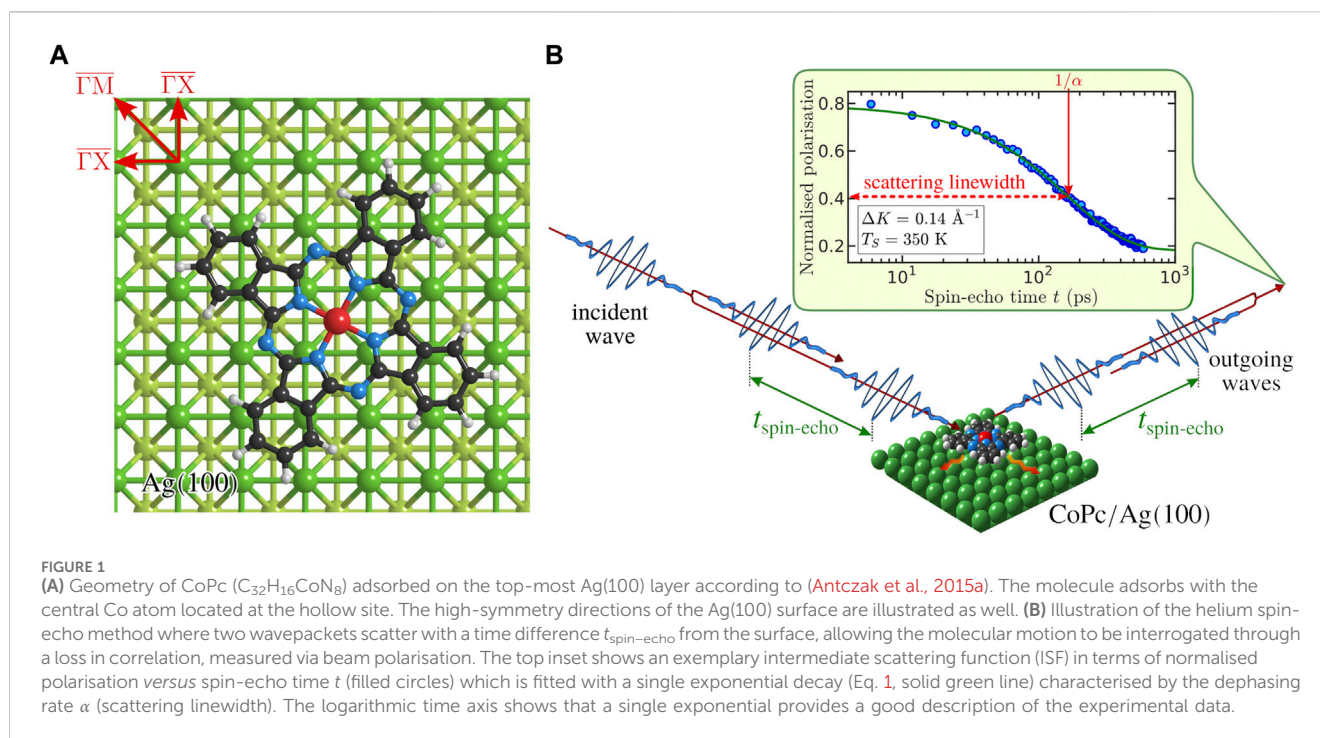 A
ΓM
ΓX
ΓX
Ag(100)
B
1/α
Normalised polarisation
0.8
0.6
0.4
0.2
scattering linewidth
ΔK = 0.14 Å⁻¹
T_S = 350 K
10¹
10²
10³
Spin-echo time t (ps)
incident
wave
outgoing
waves
t_spin-echo
t_spin-echo
CoPc/Ag(100)
FIGURE 1
(A) Geometry of CoPc (C₃₂H₁₆CoN₈) adsorbed on the top-most Ag(100) layer according to (Antczak et al., 2015a). The molecule adsorbs with the
central Co atom located at the hollow site. The high-symmetry directions of the Ag(100) surface are illustrated as well. (B) Illustration of the helium spin-
echo method where two wavepackets scatter with a time difference t_spin−echo from the surface, allowing the molecular motion to be interrogated through
a loss in correlation, measured via beam polarisation. The top inset shows an exemplary intermediate scattering function (ISF) in terms of normalised
polarisation versus spin-echo time t (filled circles) which is fitted with a single exponential decay (Eq. 1, solid green line) characterised by the dephasing
rate α (scattering linewidth). The logarithmic time axis shows that a single exponential provides a good description of the experimental data.